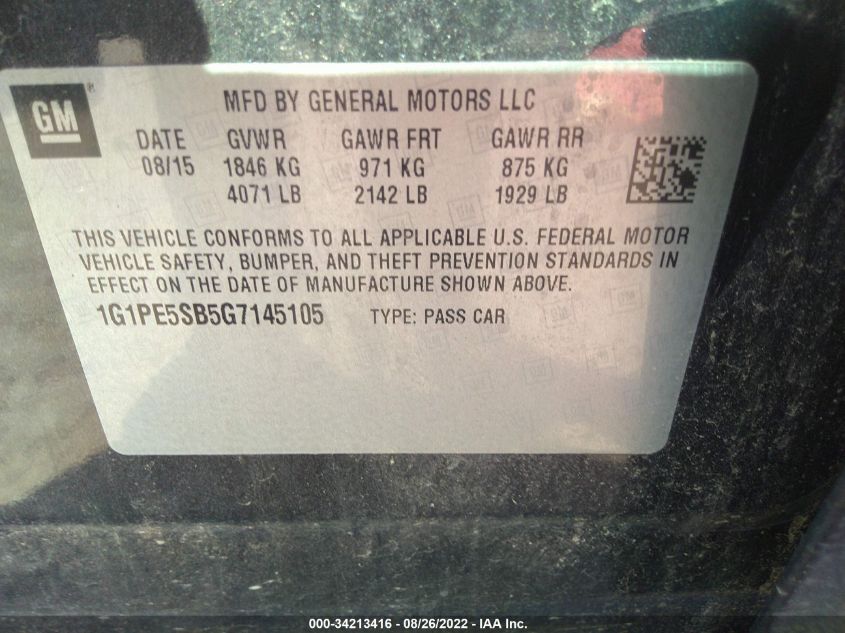 GM
MFD BY GENERAL MOTORS LLC
DATE GVWR GAWR FRT GAWR RR
08/15 1846 KG 971 KG 875 KG
4071 LB 2142 LB 1929 LB
THIS VEHICLE CONFORMS TO ALL APPLICABLE U.S. FEDERAL MOTOR
VEHICLE SAFETY, BUMPER, AND THEFT PREVENTION STANDARDS IN
EFFECT ON THE DATE OF MANUFACTURE SHOWN ABOVE.
1G1PE5SB5G7145105 TYPE: PASS CAR
000-34213416 - 08/26/2022 - IAA Inc.